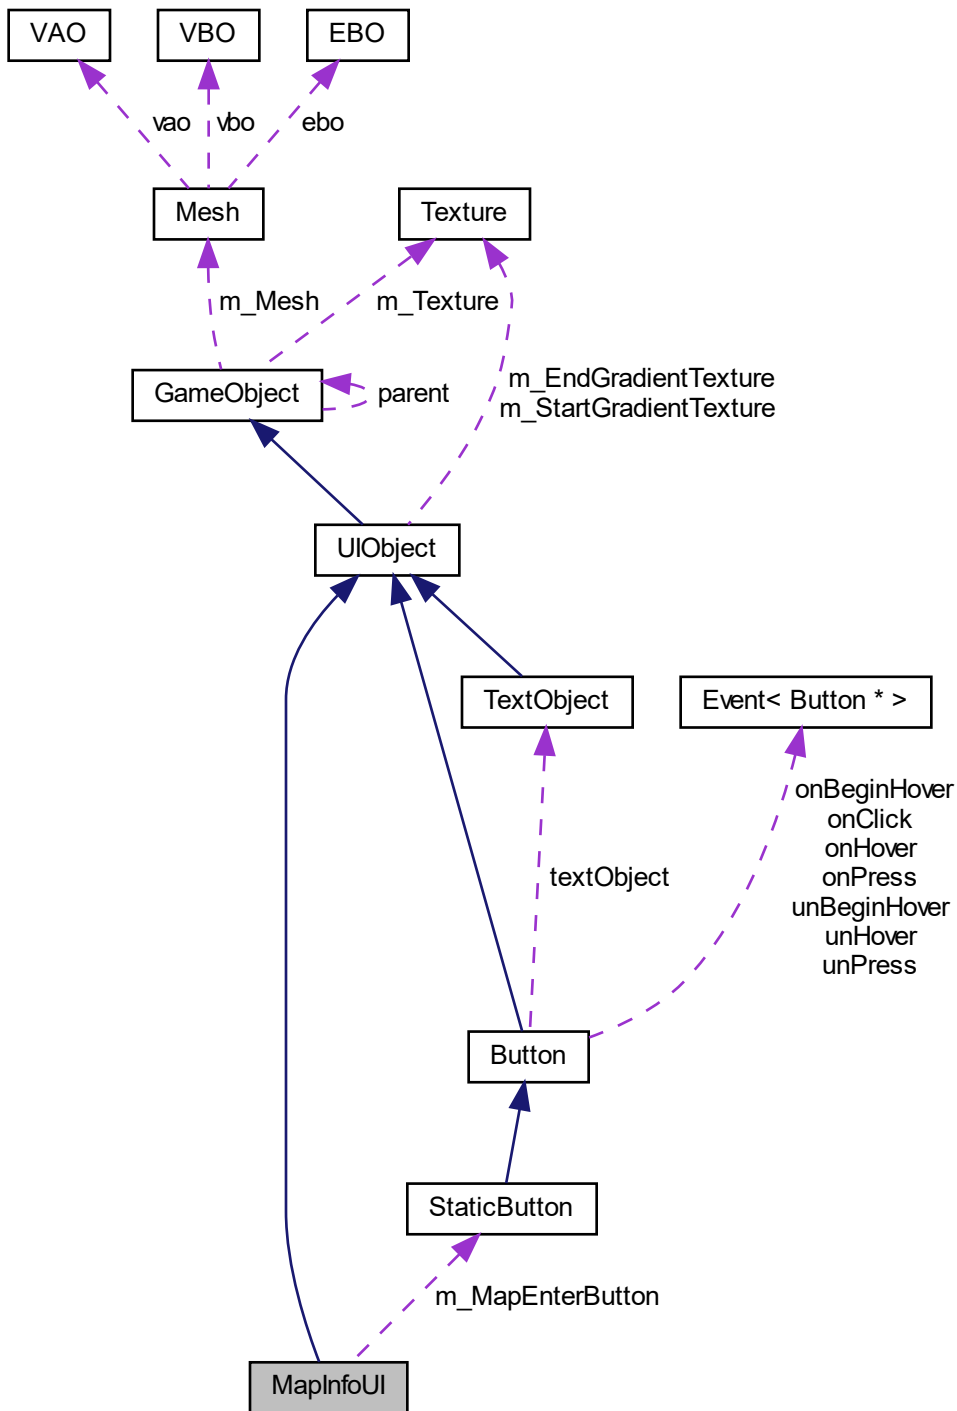 VAO
VBO
EBO
vao
vbo
ebo
Mesh
Texture
m_Mesh
m_Texture
GameObject
parent
m_EndGradientTexture
m_StartGradientTexture
UIObject
TextObject
Event< Button * >
onBeginHover
onClick
onHover
onPress
unBeginHover
unHover
unPress
textObject
Button
StaticButton
m_MapEnterButton
MapInfoUI